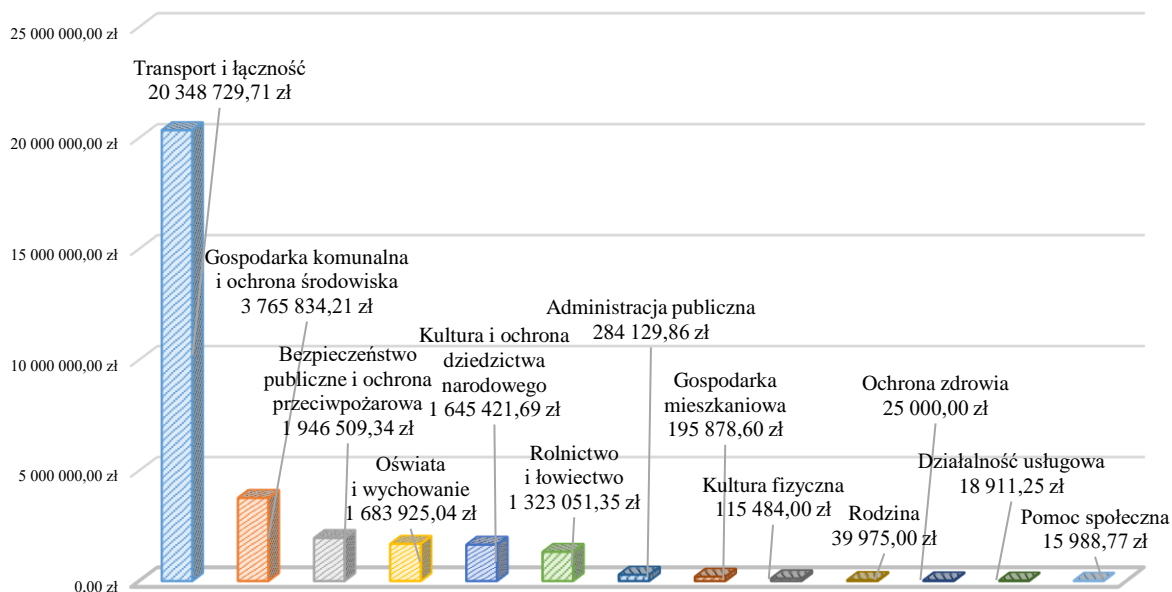 25 000 000,00 zł
20 000 000,00 zł
15 000 000,00 zł
10 000 000,00 zł
5 000 000,00 zł
0,00 zł
Transport i łączność
20 348 729,71 zł
Gospodarka komunalna
i ochrona środowiska
3 765 834,21 zł
Bezpieczeństwo
publiczne i ochrona
przeciwpożarowa
1 946 509,34 zł
Oświata
i wychowanie
1 683 925,04 zł
Kultura i ochrona
dziedzictwa
narodowego
1 645 421,69 zł
Rolnictwo
i łowiectwo
1 323 051,35 zł
Administracja publiczna
284 129,86 zł
Gospodarka
mieszkaniowa
195 878,60 zł
Kultura fizyczna
115 484,00 zł
Rodzina
39 975,00 zł
Ochrona zdrowia
25 000,00 zł
Działalność usługowa
18 911,25 zł
Pomoc społeczna
15 988,77 zł